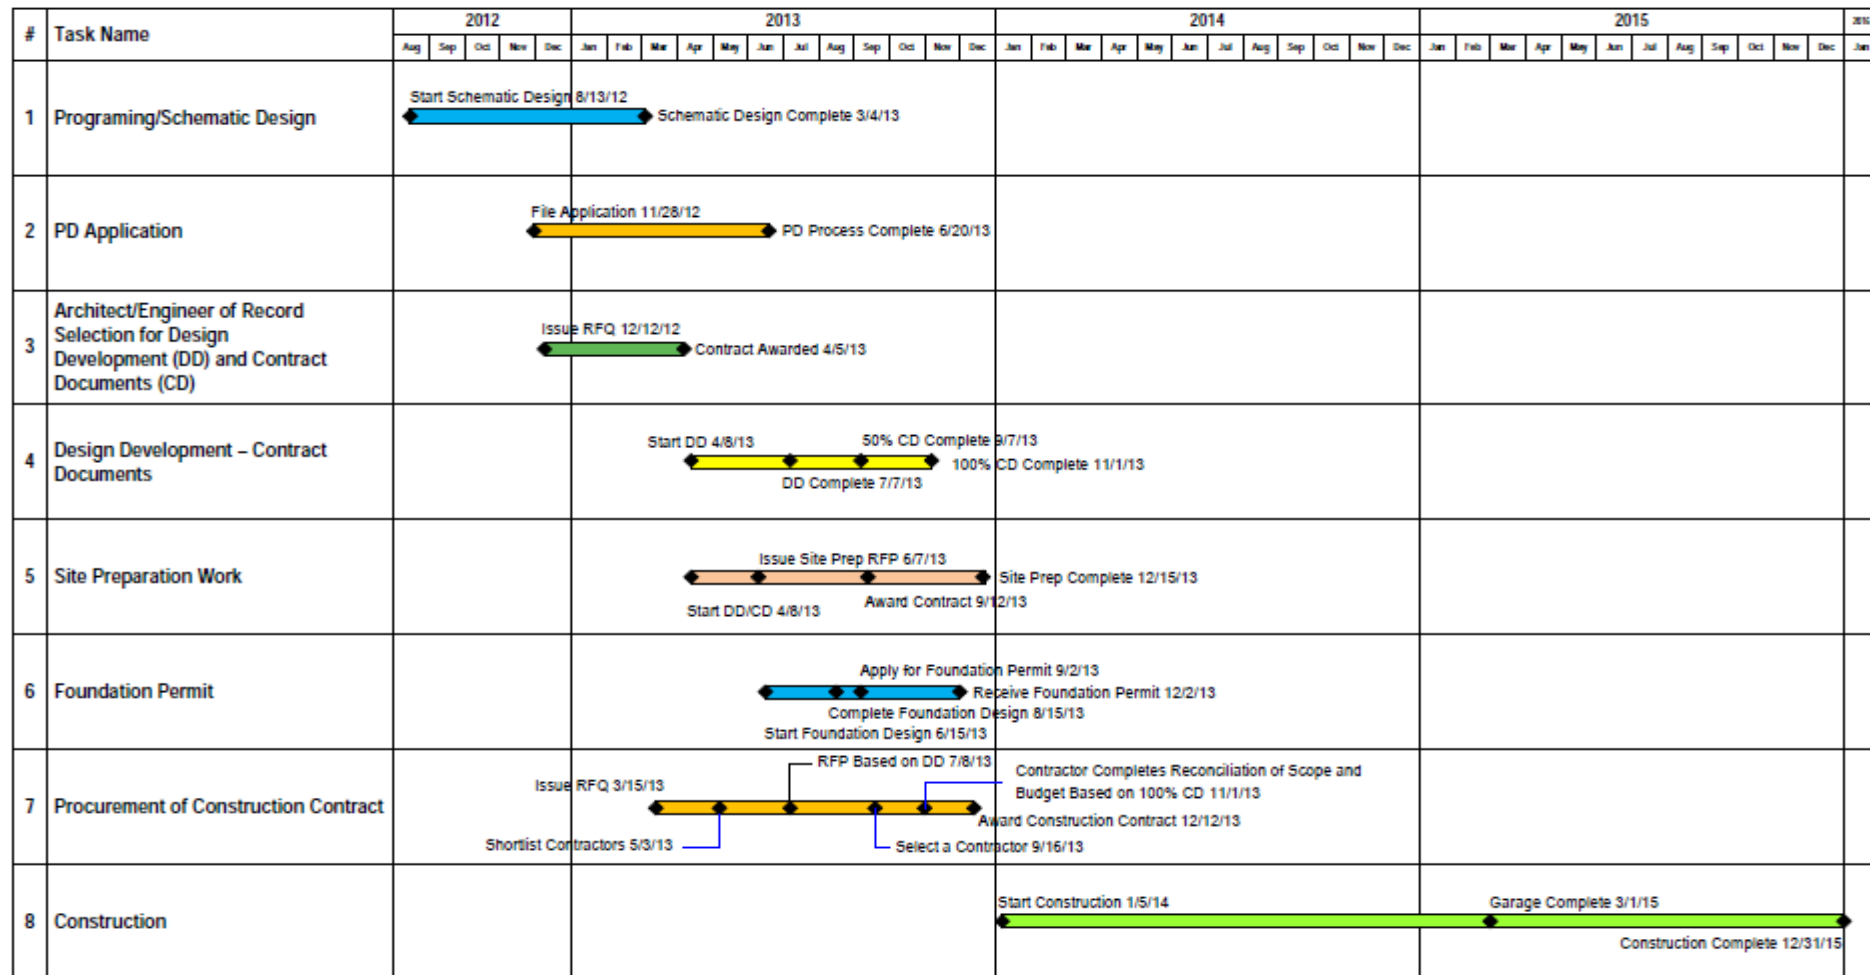 # Task Name 2012 2013 2014 2015 2016
Aug Sep Oct Nov Dec Jan Feb Mar Apr May Jun Jul Aug Sep Oct Nov Dec Jan Feb Mar Apr May Jun Jul Aug Sep Oct Nov Dec Jan Feb Mar Apr May Jun Jul Aug Sep Oct Nov Dec Jan
1 Programing/Schematic Design
Start Schematic Design 8/13/12
Schematic Design Complete 3/4/13
2 PD Application
File Application 11/28/12
PD Process Complete 6/20/13
3 Architect/Engineer of Record
Selection for Design
Development (DD) and Contract
Documents (CD)
Issue RFQ 12/12/12
Contract Awarded 4/5/13
4 Design Development – Contract
Documents
Start DD 4/8/13
50% CD Complete 9/7/13
100% CD Complete 11/1/13
DD Complete 7/7/13
5 Site Preparation Work
Issue Site Prep RFP 6/7/13
Site Prep Complete 12/15/13
Award Contract 9/12/13
Start DD/CD 4/8/13
6 Foundation Permit
Apply for Foundation Permit 9/2/13
Receive Foundation Permit 12/2/13
Complete Foundation Design 8/15/13
Start Foundation Design 6/15/13
7 Procurement of Construction Contract
RFP Based on DD 7/8/13
Issue RFQ 3/15/13
Contractor Completes Reconciliation of Scope and
Budget Based on 100% CD 11/1/13
Award Construction Contract 12/12/13
Shortlist Contractors 5/3/13
Select a Contractor 9/16/13
8 Construction
Start Construction 1/5/14
Garage Complete 3/1/15
Construction Complete 12/31/15